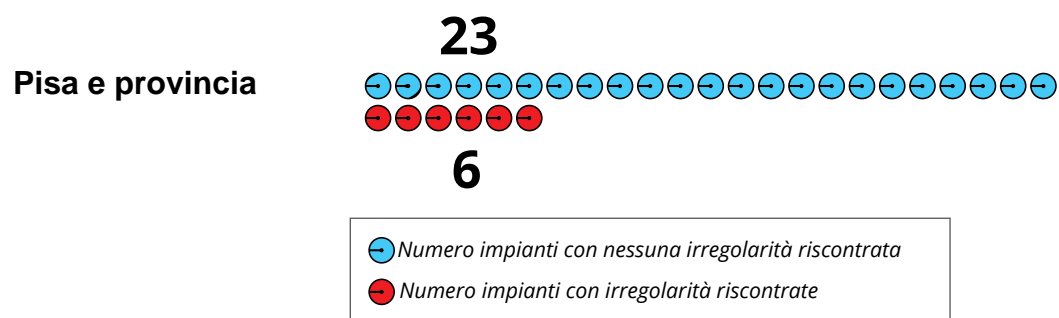 23
Pisa e provincia
6
Numero impianti con nessuna irregolarità riscontrata
Numero impianti con irregolarità riscontrate